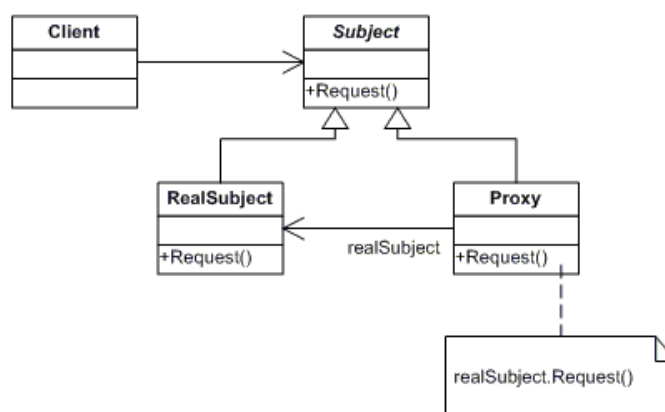 Client
Subject
+Request()
RealSubject
+Request()
realSubject
Proxy
+Request()
realSubject.Request()